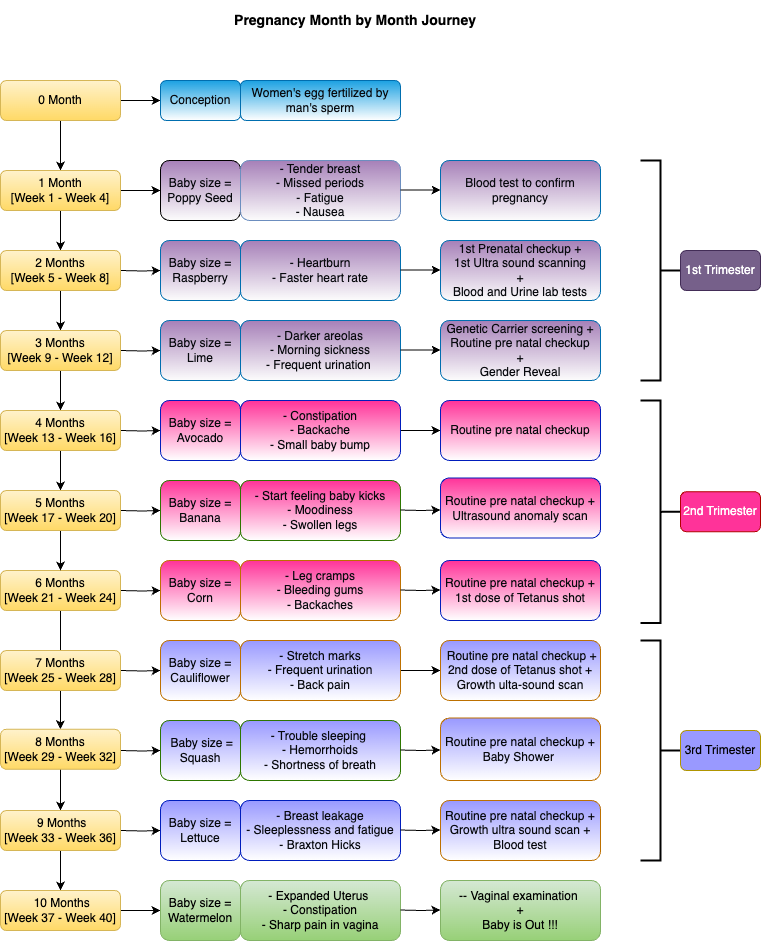 Pregnancy Month by Month Journey
0 Month
Conception
Women's egg fertilized by
man's sperm
1 Month
[Week 1 - Week 4]
Baby size =
Poppy Seed
- Tender breast
- Missed periods
- Fatigue
- Nausea
Blood test to confirm
pregnancy
2 Months
[Week 5 - Week 8]
Baby size =
Raspberry
- Heartburn
- Faster heart rate
1st Prenatal checkup +
1st Ultra sound scanning
+
Blood and Urine lab tests
1st Trimester
3 Months
[Week 9 - Week 12]
Baby size =
Lime
- Darker areolas
- Morning sickness
- Frequent urination
Genetic Carrier screening +
Routine pre natal checkup
+
Gender Reveal
4 Months
[Week 13 - Week 16]
Baby size =
Avocado
- Constipation
- Backache
- Small baby bump
Routine pre natal checkup
5 Months
[Week 17 - Week 20]
Baby size =
Banana
- Start feeling baby kicks
- Moodiness
- Swollen legs
Routine pre natal checkup +
Ultrasound anomaly scan
2nd Trimester
6 Months
[Week 21 - Week 24]
Baby size =
Corn
- Leg cramps
- Bleeding gums
- Backaches
Routine pre natal checkup +
1st dose of Tetanus shot
7 Months
[Week 25 - Week 28]
Baby size =
Cauliflower
- Stretch marks
- Frequent urination
- Back pain
Routine pre natal checkup +
2nd dose of Tetanus shot +
Growth ulta-sound scan
8 Months
[Week 29 - Week 32]
Baby size =
Squash
- Trouble sleeping
- Hemorrhoids
- Shortness of breath
Routine pre natal checkup +
Baby Shower
3rd Trimester
9 Months
[Week 33 - Week 36]
Baby size =
Lettuce
- Breast leakage
- Sleeplessness and fatigue
- Braxton Hicks
Routine pre natal checkup +
Growth ultra sound scan +
Blood test
10 Months
[Week 37 - Week 40]
Baby size =
Watermelon
- Expanded Uterus
- Constipation
- Sharp pain in vagina
-- Vaginal examination
+
Baby is Out !!!